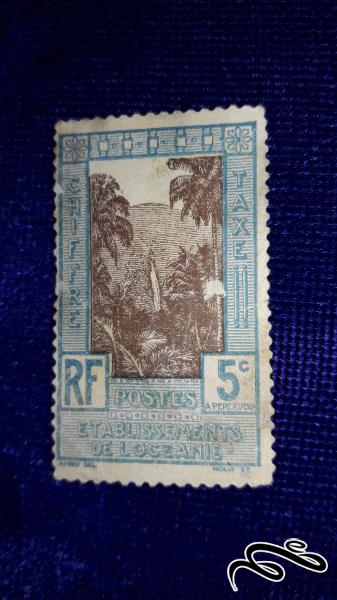 CHIFFRE
TAXE
RF
POSTES
5c
A PERCEVOIR
ETABLISSEMENTS
DE L'OCEANIE